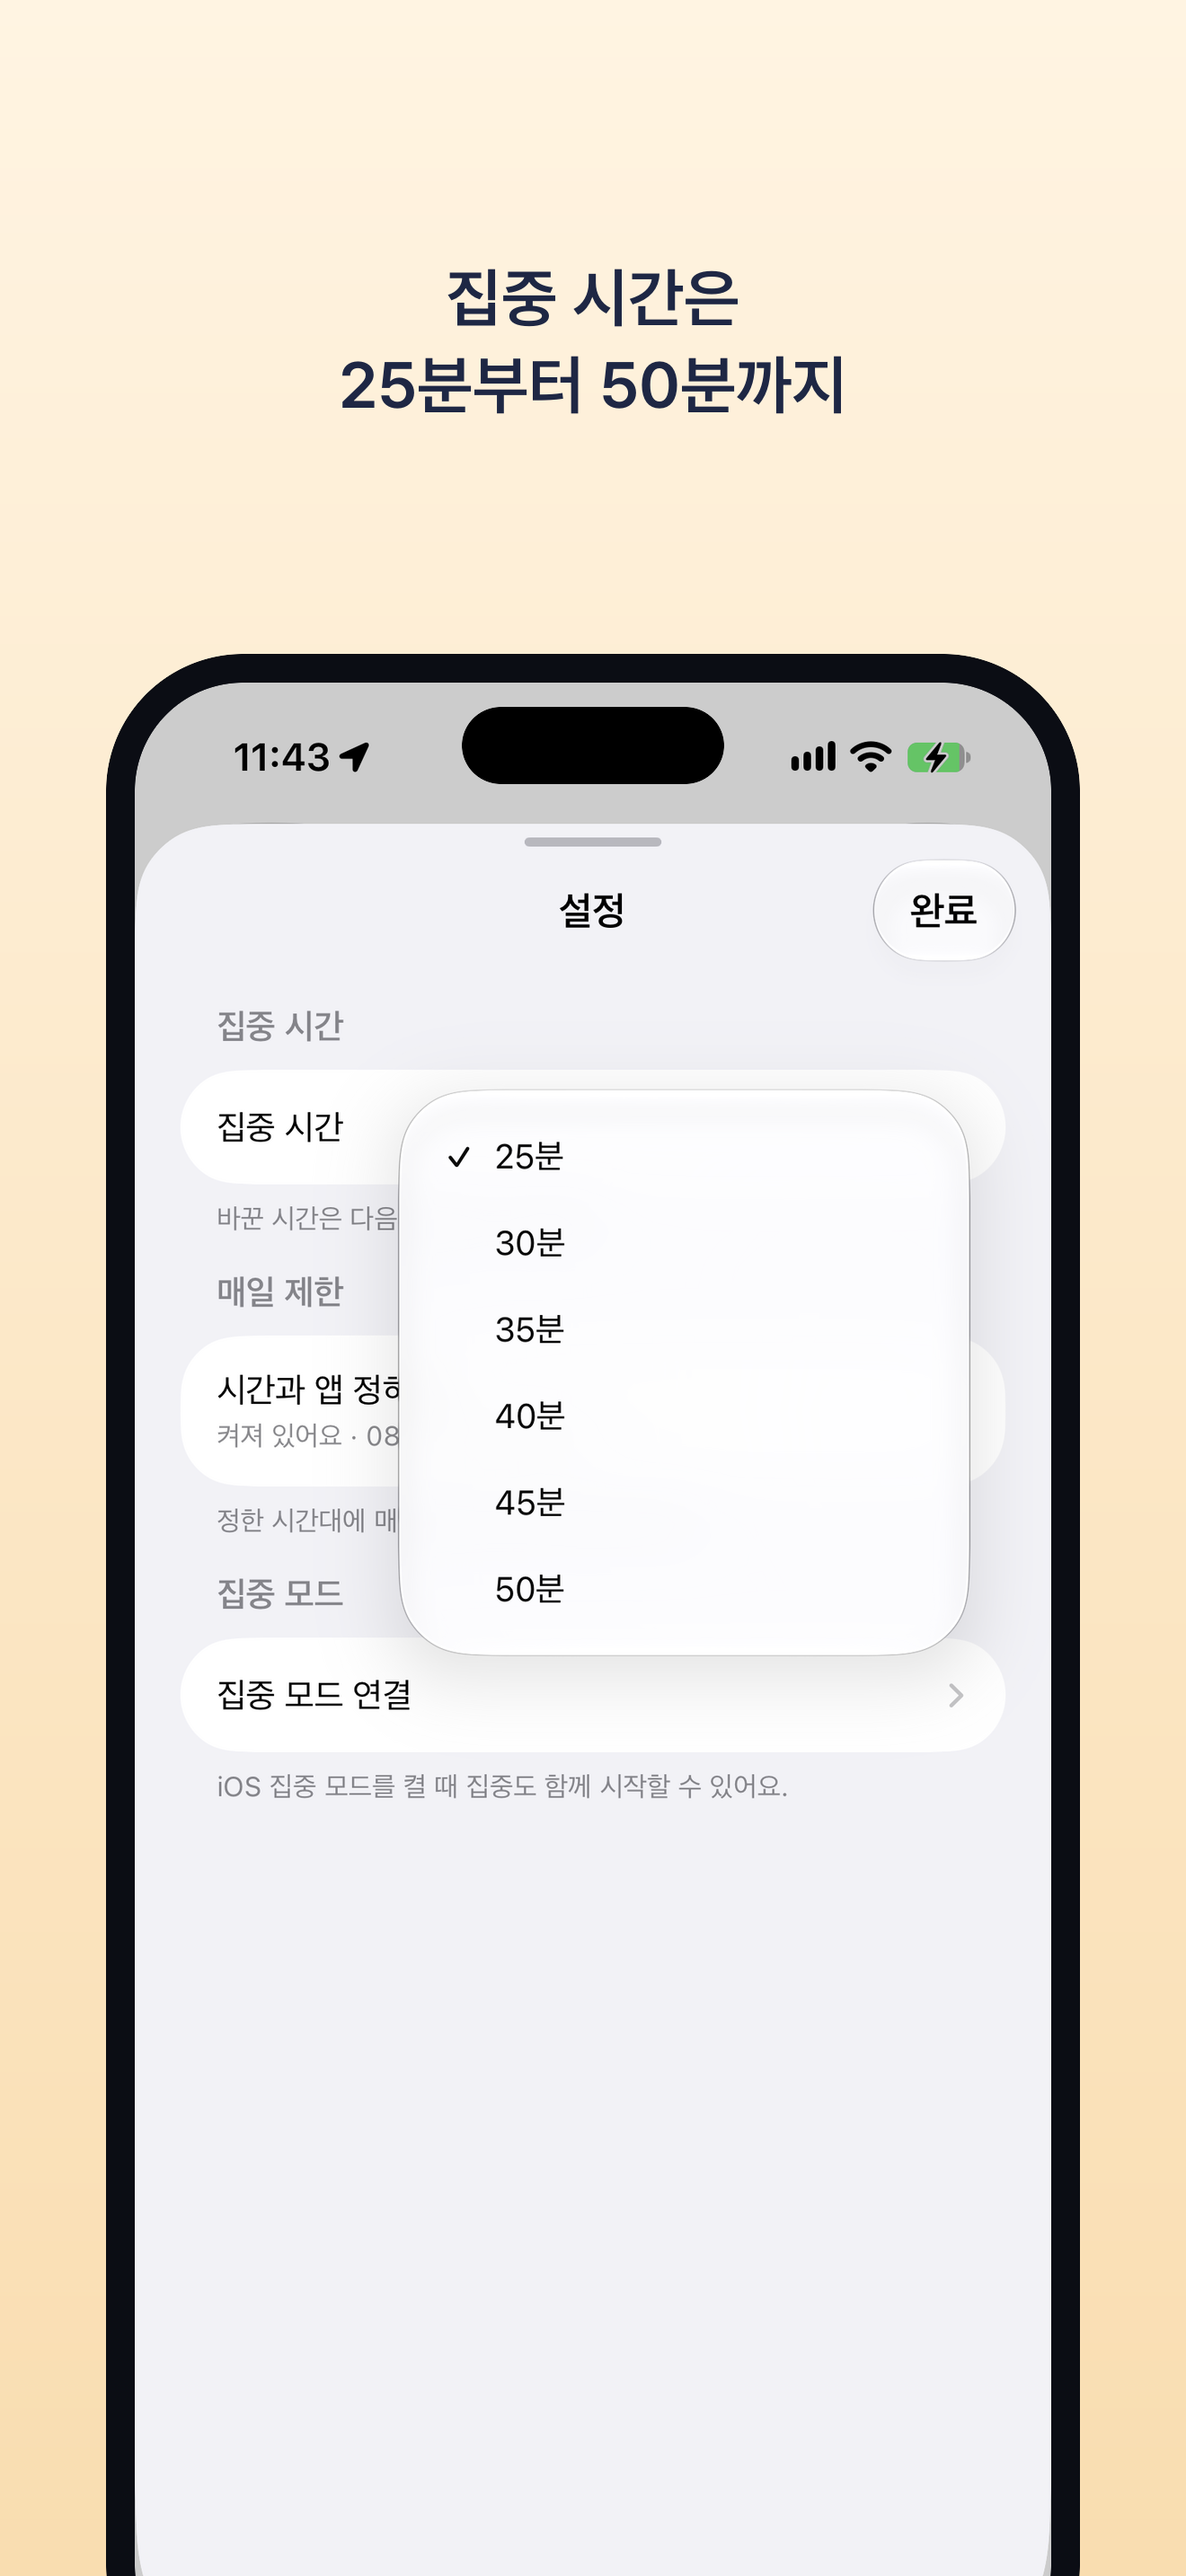 집중 시간은
25분부터 50분까지
11:43
설정
완료
집중 시간
집중 시간
25분
바꾼 시간은 다음
30분
매일 제한
35분
시간과 앱 정하
켜져 있어요 · 08
40분
정한 시간대에 매
45분
집중 모드
50분
집중 모드 연결
iOS 집중 모드를 켤 때 집중도 함께 시작할 수 있어요.